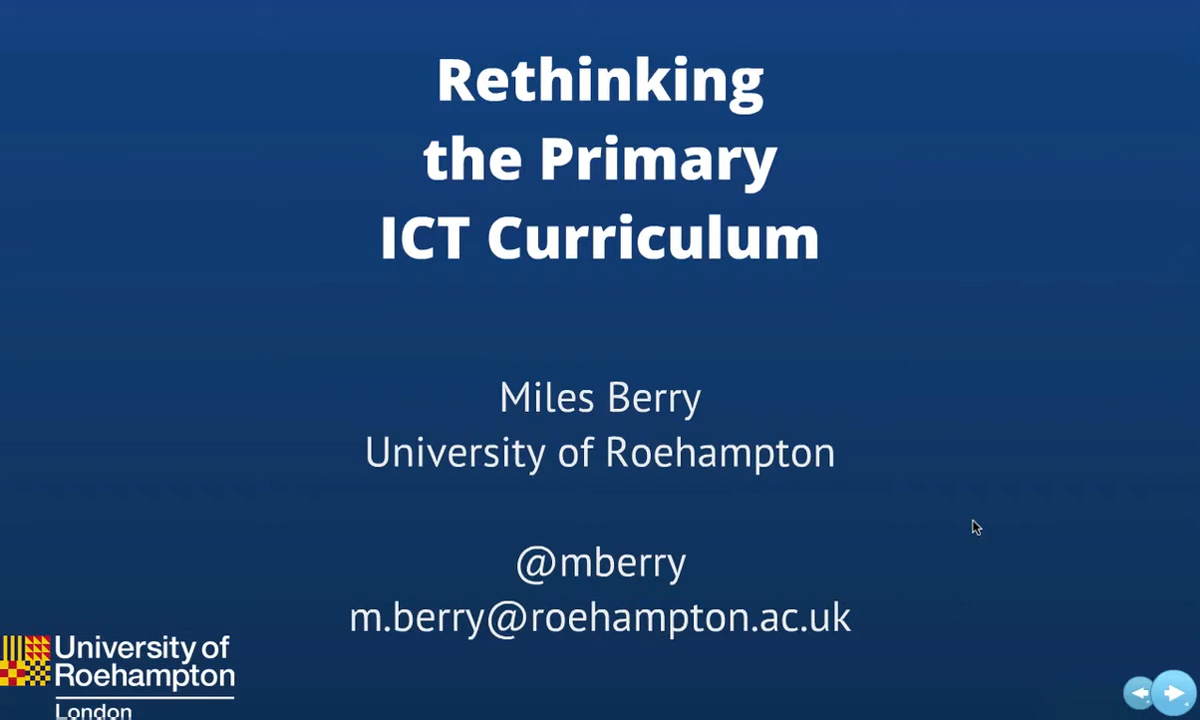 Rethinking
the Primary
ICT Curriculum
Miles Berry
University of Roehampton
@mberry
m.berry@roehampton.ac.uk
University of
Roehampton
London